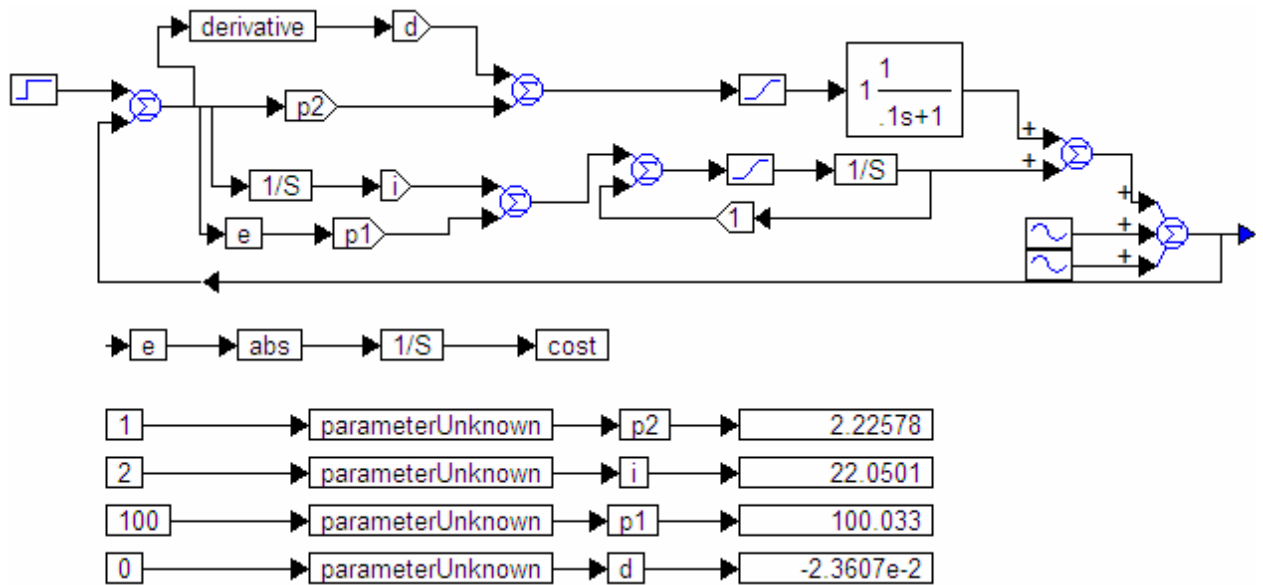 derivative d
1
1
.1s+1
p2
1/S i
1/S
1
e p1
+
+
+
+
+
e abs 1/S cost
1 parameterUnknown p2 2.22578
2 parameterUnknown i 22.0501
100 parameterUnknown p1 100.033
0 parameterUnknown d -2.3607e-2